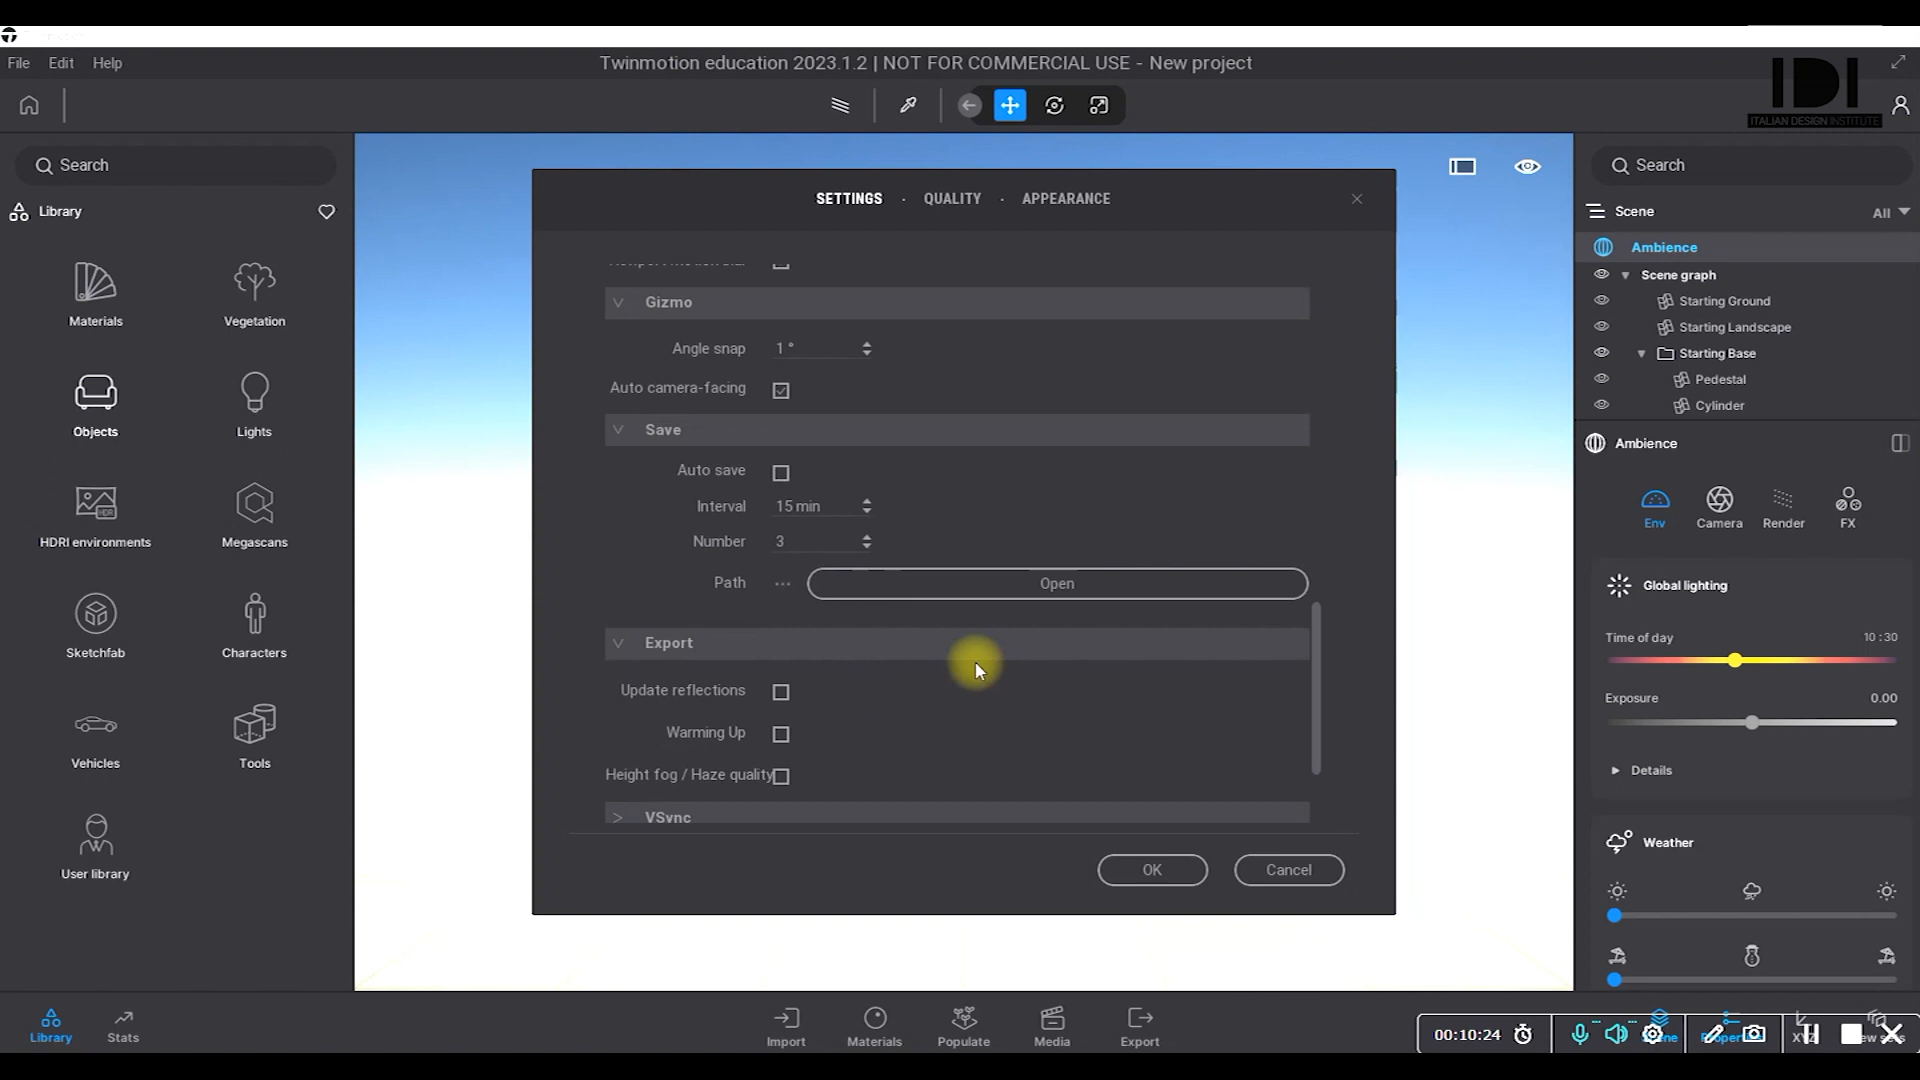 File Edit Help
Twinmotion education 2023.1.2 | NOT FOR COMMERCIAL USE - New project
IDI
ITALIAN DESIGN INSTITUTE
Search
Library
Materials
Vegetation
Objects
Lights
HDRI environments
Megascans
Sketchfab
Characters
Vehicles
Tools
User library
SETTINGS · QUALITY · APPEARANCE
Gizmo
Angle snap 1 °
Auto camera-facing
Save
Auto save
Interval 15 min
Number 3
Path ... Open
Export
Update reflections
Warming Up
Height fog / Haze quality
VSync
OK Cancel
Search
Scene All
Ambience
Scene graph
Starting Ground
Starting Landscape
Starting Base
Pedestal
Cylinder
Ambience
Env Camera Render FX
Global lighting
Time of day 10:30
Exposure 0.00
Details
Weather
Library Stats
Import Materials Populate Media Export
00:10:24